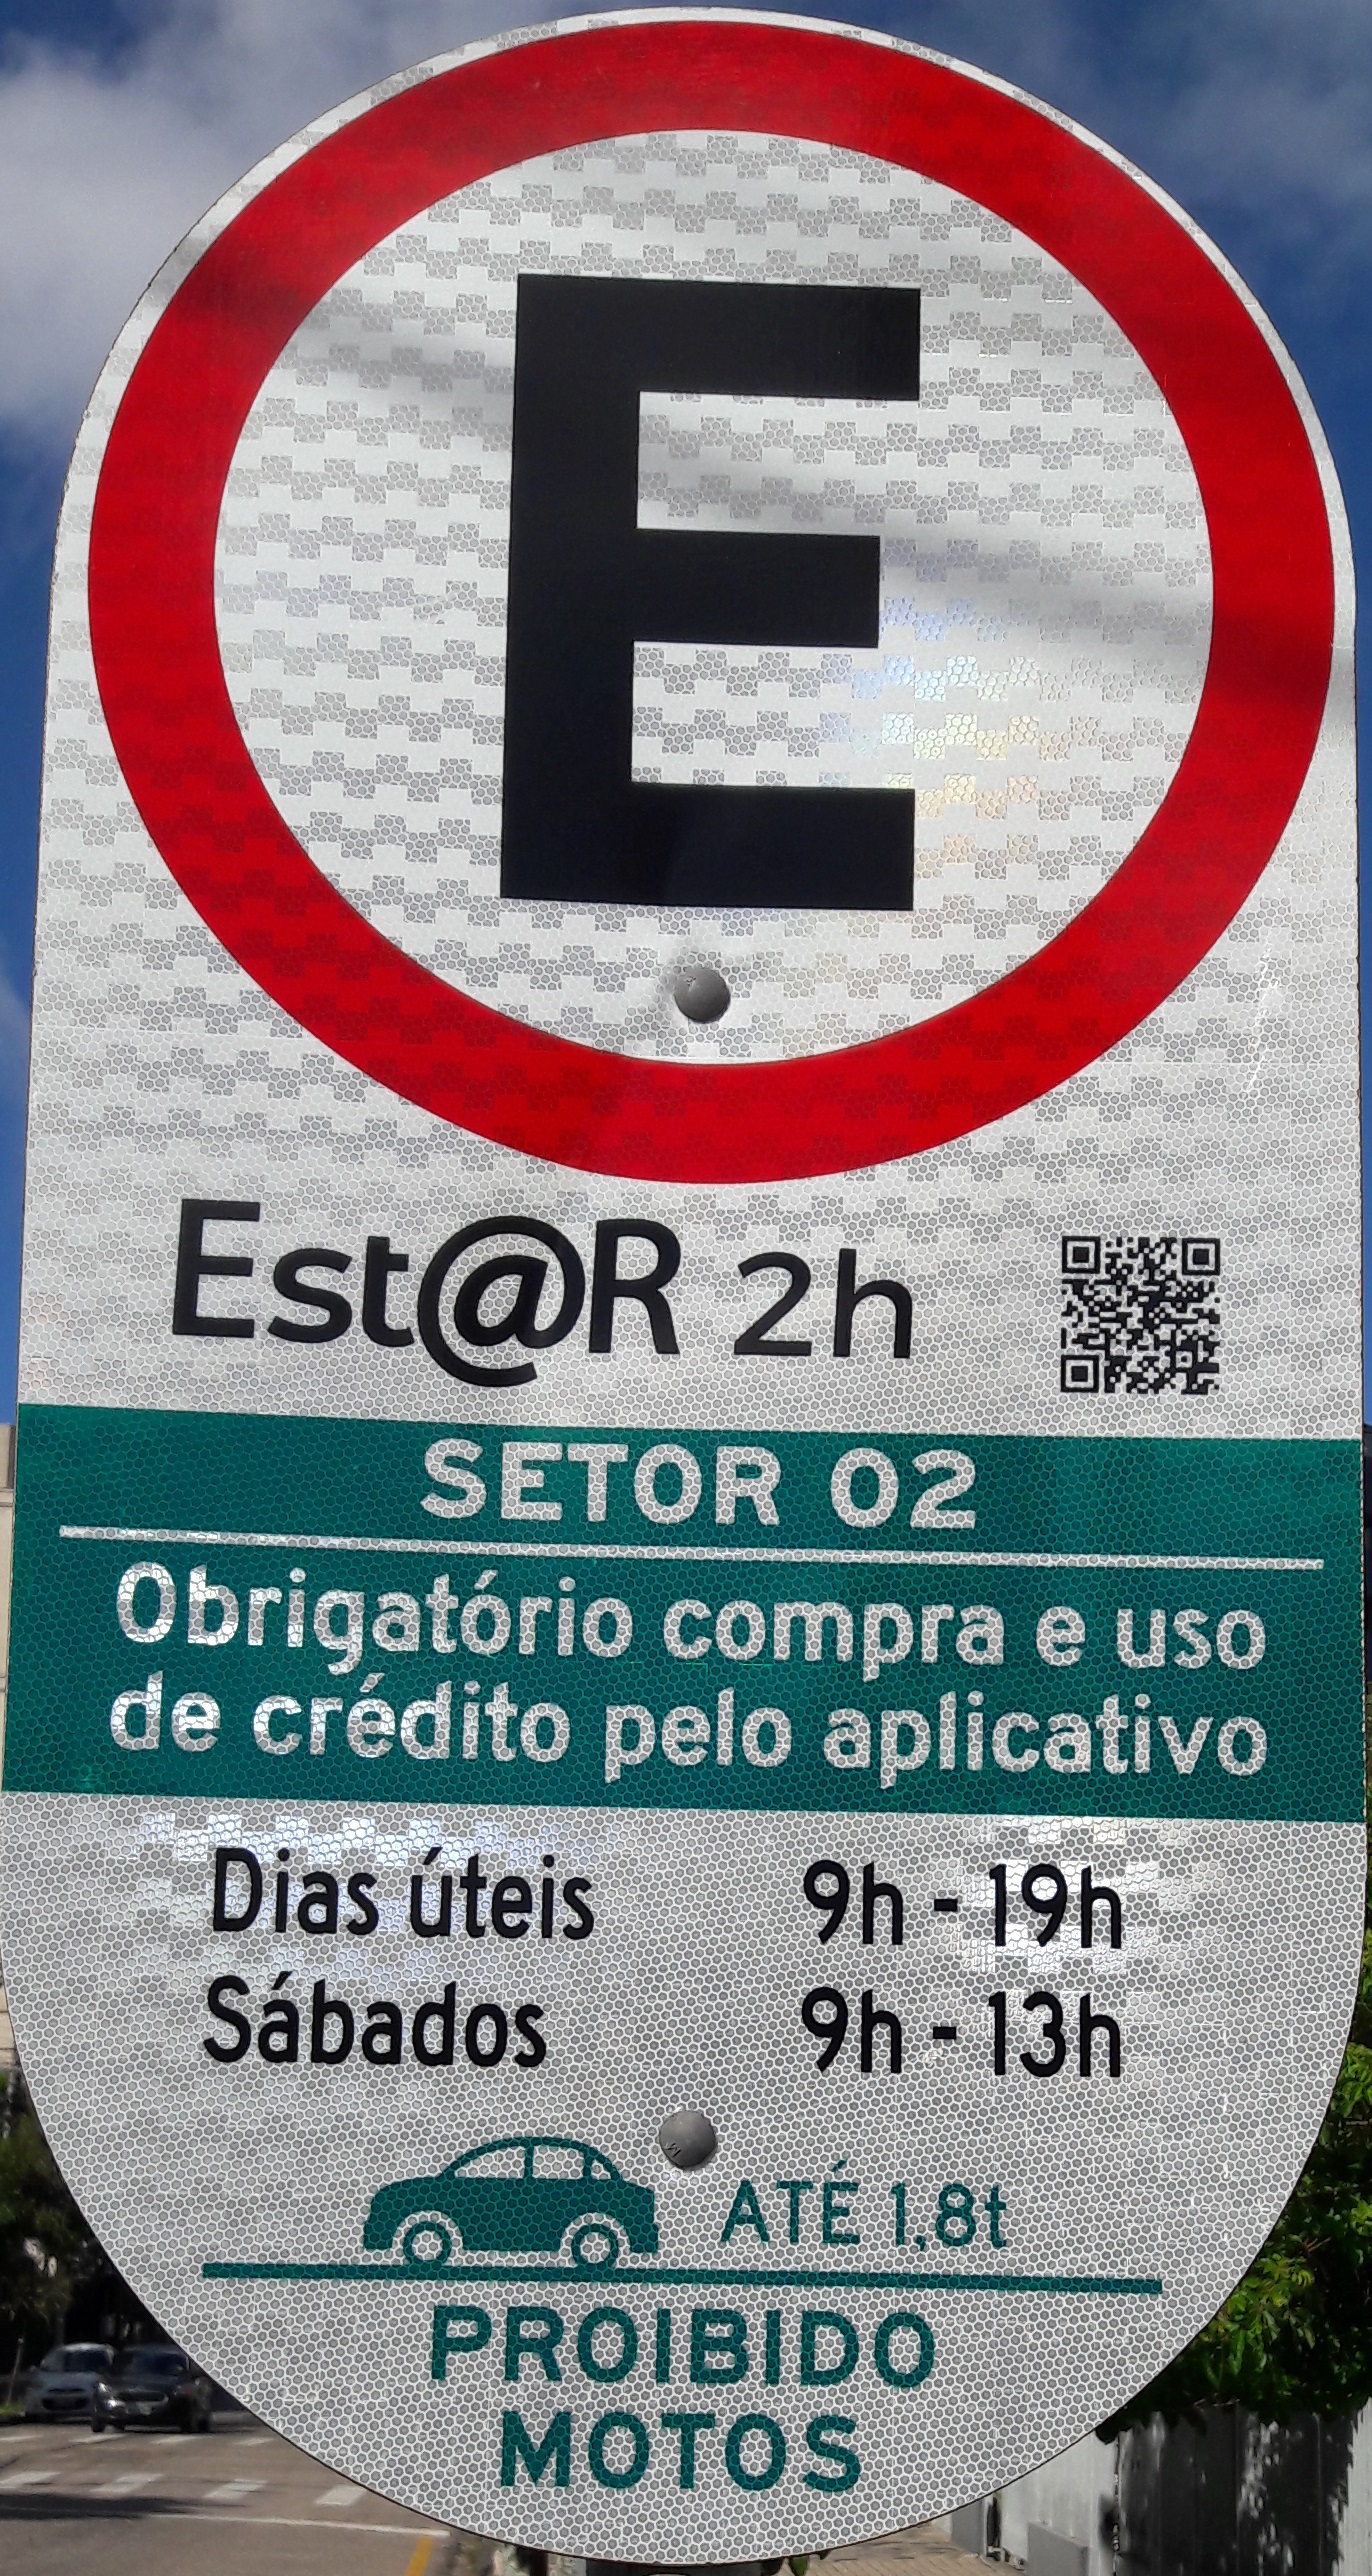 E
Est@R 2h
SETOR 02
Obrigatório compra e uso
de crédito pelo aplicativo
Dias úteis 9h - 19h
Sábados 9h - 13h
ATÉ 1,8t
PROIBIDO
MOTOS